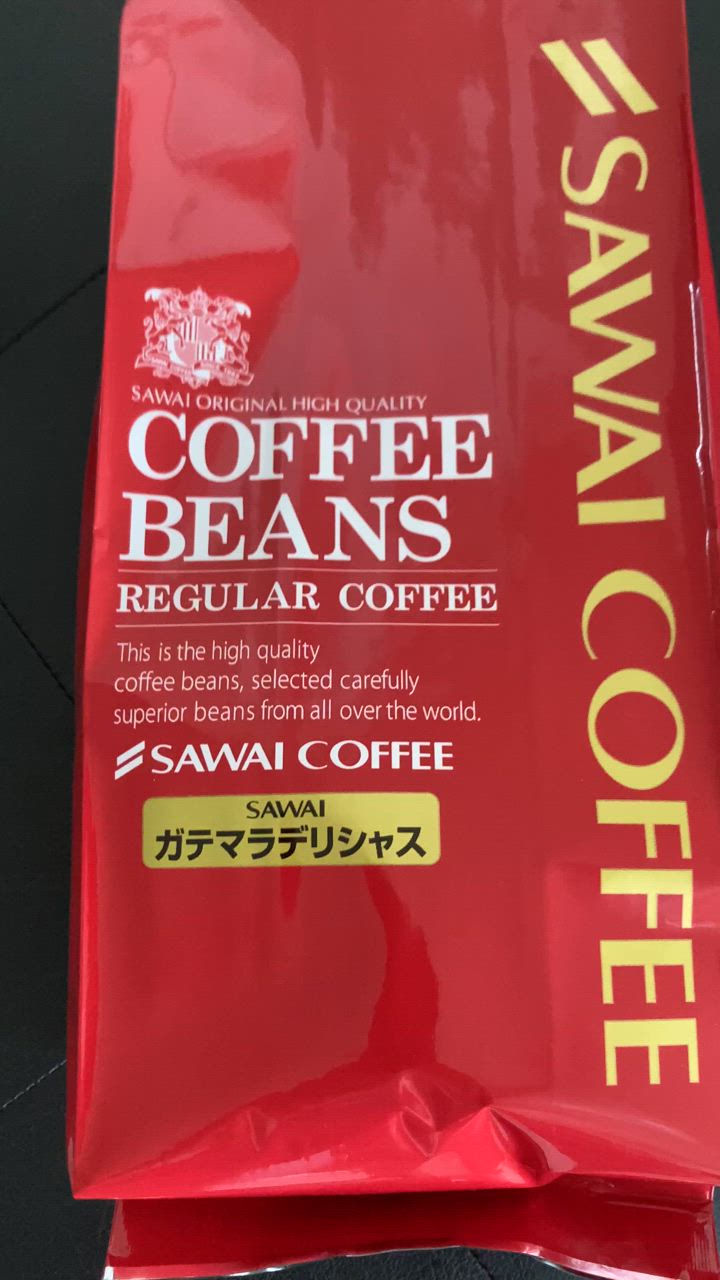 SAWAI ORIGINAL HIGH QUALITY
COFFEE
BEANS
REGULAR COFFEE
This is the high quality
coffee beans, selected carefully
superior beans from all over the world.
SAWAI COFFEE
SAWAI
ガテマラデリシャス
SAWAI COFFEE